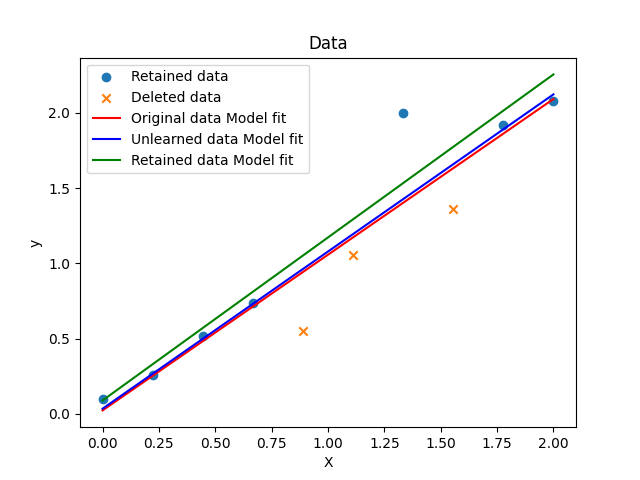 Data
Retained data
Deleted data
Original data Model fit
Unlearned data Model fit
Retained data Model fit
y
2.0
1.5
1.0
0.5
0.0
0.00 0.25 0.50 0.75 1.00 1.25 1.50 1.75 2.00
X